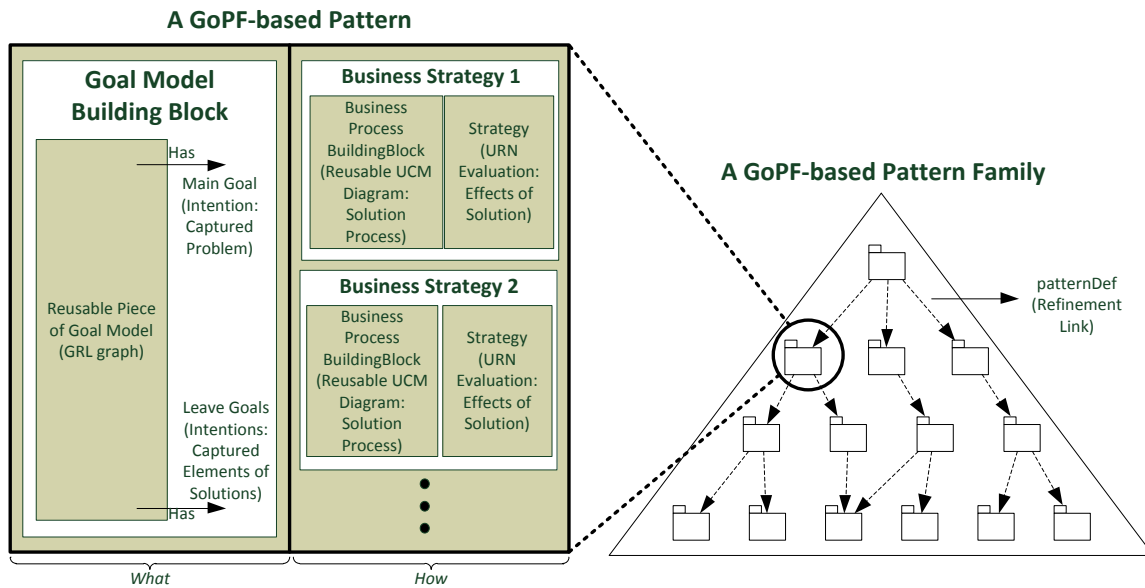 A GoPF-based Pattern
Goal Model
Building Block
Has
Main Goal
(Intention:
Captured
Problem)
Reusable Piece
of Goal Model
(GRL graph)
Leave Goals
(Intentions:
Captured
Elements of
Solutions)
Has
What
Business Strategy 1
Business
Process
BuildingBlock
(Reusable UCM
Diagram:
Solution
Process)
Strategy
(URN
Evaluation:
Effects of
Solution)
Business Strategy 2
Business
Process
BuildingBlock
(Reusable UCM
Diagram:
Solution
Process)
Strategy
(URN
Evaluation:
Effects of
Solution)
How
A GoPF-based Pattern Family
patternDef
(Refinement
Link)